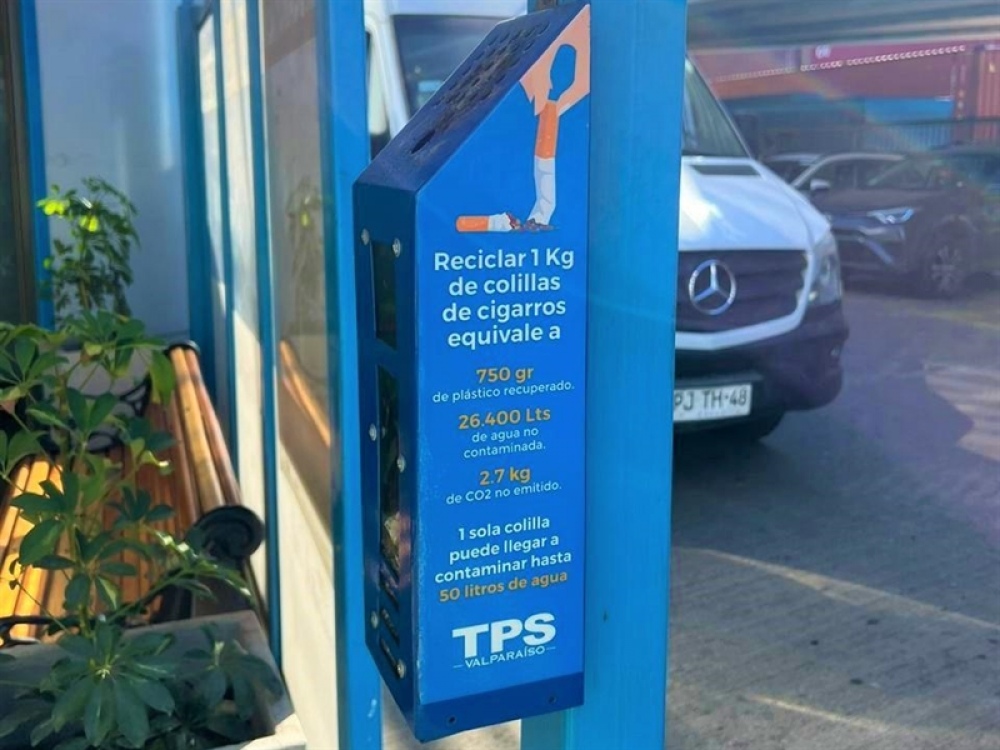 Reciclar 1 Kg
de colillas
de cigarros
equivale a
750 gr
de plástico recuperado.
26.400 Lts
de agua no
contaminada.
2.7 kg
de CO2 no emitido.
1 sola colilla
puede llegar a
contaminar hasta
50 litros de agua
TPS
VALPARAÍSO
PJ TH-48